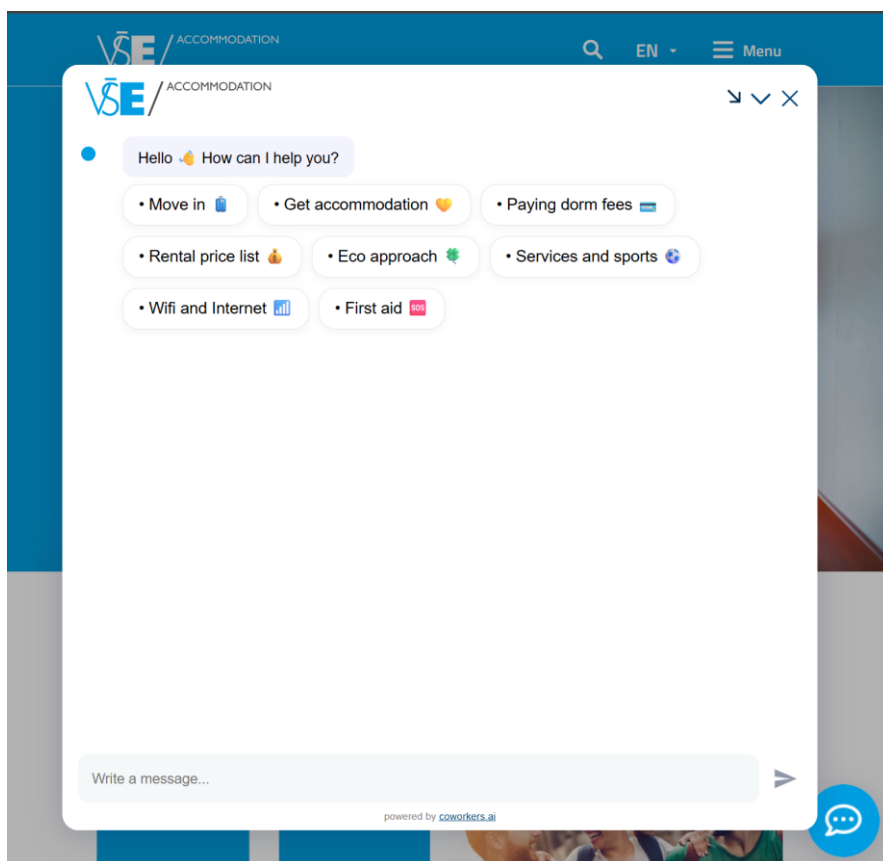 VŠE / ACCOMMODATION
EN
Menu
VŠE / ACCOMMODATION
Hello 👋 How can I help you?
• Move in 🧳
• Get accommodation 🧡
• Paying dorm fees 💳
• Rental price list 💰
• Eco approach 🍀
• Services and sports ⚽
• Wifi and Internet 📶
• First aid 🆘
Write a message...
powered by coworkers.ai